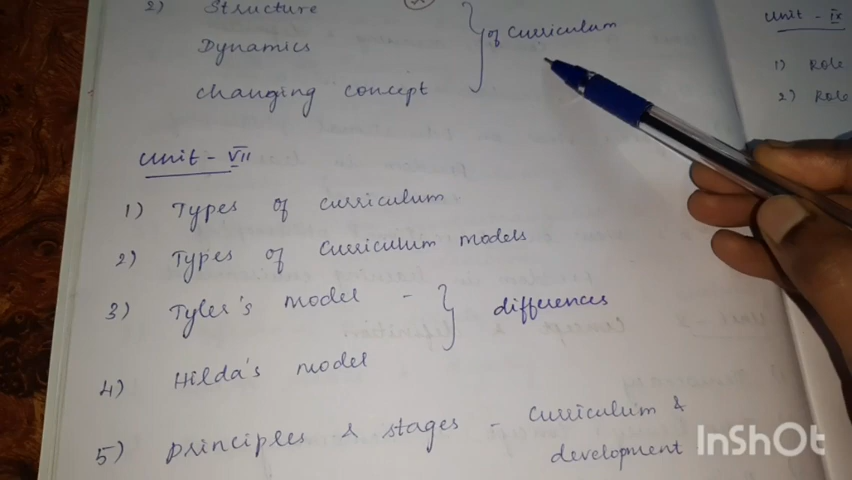 2) Structure
Dynamics
of curriculum
changing concept
Unit - VII
1) Types of curriculum
2) Types of curriculum models
3) Tyler's model -
differences
4) Hilda's model
5) principles & stages - curriculum &
development
Unit - IX
1) Role
2) Role
InShOt